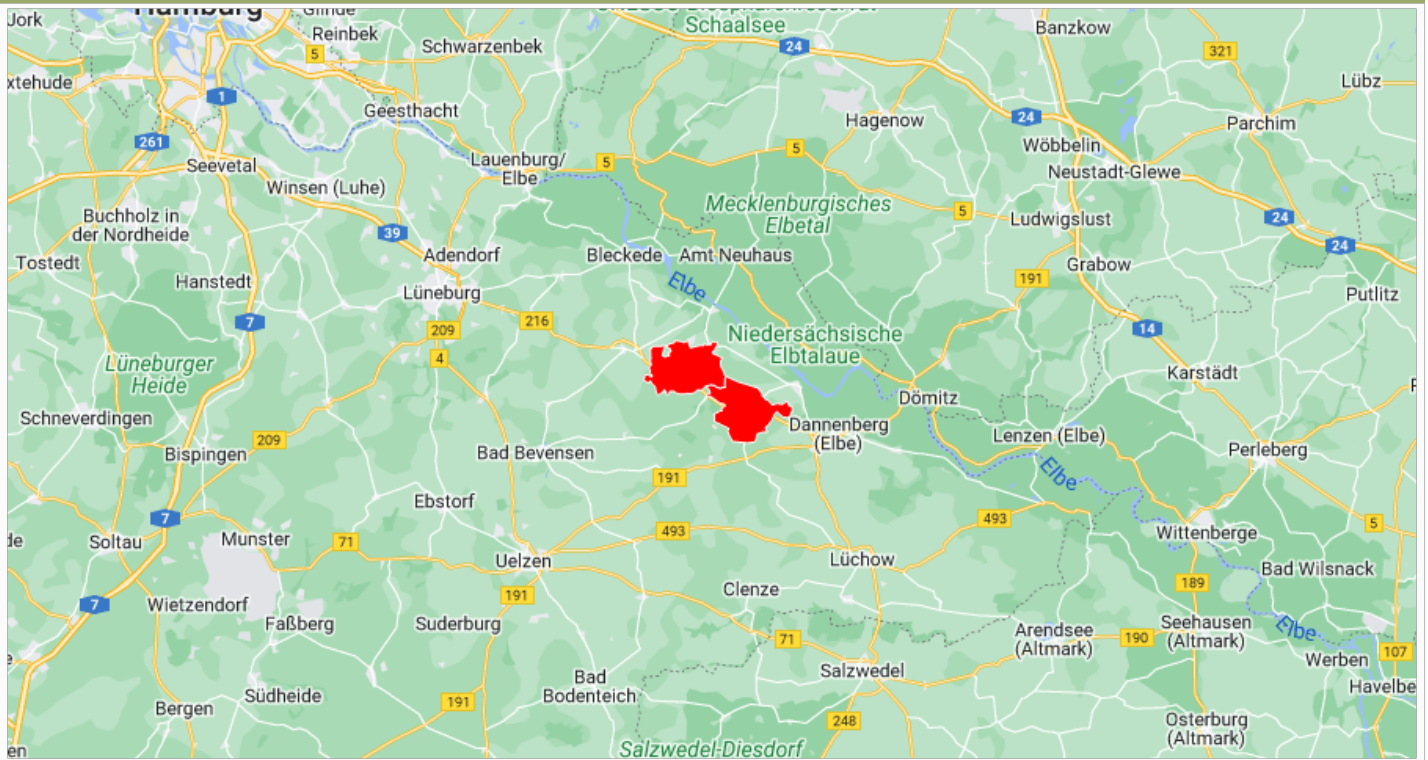 Jork
Hamburg
Glinde
Reinbek
Schwarzenbek
Schaalsee
Banzkow
5
24
321
xtehude
1
Geesthacht
Hagenow
24
Lübz
Parchim
261
Seevetal
Winsen (Luhe)
Lauenburg/
Elbe
5
5
Wöbbelin
Neustadt-Glewe
Buchholz in
der Nordheide
39
Mecklenburgisches
Elbetal
5
Ludwigslust
24
24
Tostedt
Hanstedt
Adendorf
Bleckede
Amt Neuhaus
Elbe
191
Grabow
Putlitz
Lüneburg
7
209
216
4
Niedersächsische
Elbtalaue
14
Lüneburger
Heide
Karstädt
Schneverdingen
Dömitz
209
Bispingen
Bad Bevensen
Dannenberg
(Elbe)
Lenzen (Elbe)
Perleberg
191
Elbe
Ebstorf
7
493
493
5
de
Soltau
Munster
71
Uelzen
Lüchow
Wittenberge
Bad Wilsnack
7
Wietzendorf
191
Clenze
189
Faßberg
Suderburg
71
Arendsee
(Altmark)
190
Seehausen
(Altmark)
Elbe
107
Werben
Bad
Bodenteich
Salzwedel
Havelbe
Südheide
Bergen
191
248
Osterburg
(Altmark)
en
Salzwedel-Diesdorf